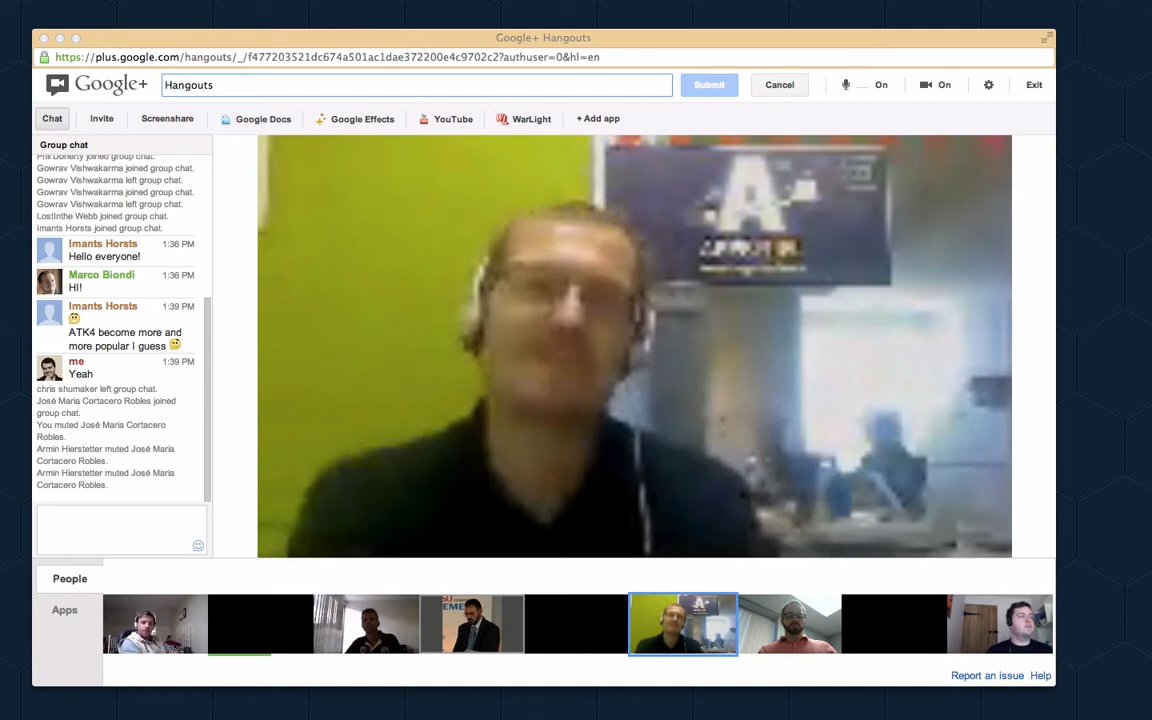 Google+ Hangouts
https://plus.google.com/hangouts/_/f477203521dc674a501ac1dae372200e4c9702c2?authuser=0&hl=en
Google+
Hangouts
Submit
Cancel
On
On
Exit
Chat
Invite
Screenshare
Google Docs
Google Effects
YouTube
WarLight
+ Add app
Group chat
Phil Doherty joined group chat.
Gowrav Vishwakarma joined group chat.
Gowrav Vishwakarma left group chat.
Gowrav Vishwakarma joined group chat.
Gowrav Vishwakarma left group chat.
LostInthe Webb joined group chat.
Imants Horsts joined group chat.
Imants Horsts 1:36 PM
Hello everyone!
Marco Biondi 1:36 PM
HI!
Imants Horsts 1:39 PM
ATK4 become more and
more popular I guess
me 1:39 PM
Yeah
chris shumaker left group chat.
José Maria Cortacero Robles joined
group chat.
You muted José Maria Cortacero
Robles.
Armin Hierstetter muted José Maria
Cortacero Robles.
Armin Hierstetter muted José Maria
Cortacero Robles.
A
People
Apps
Report an issue
Help